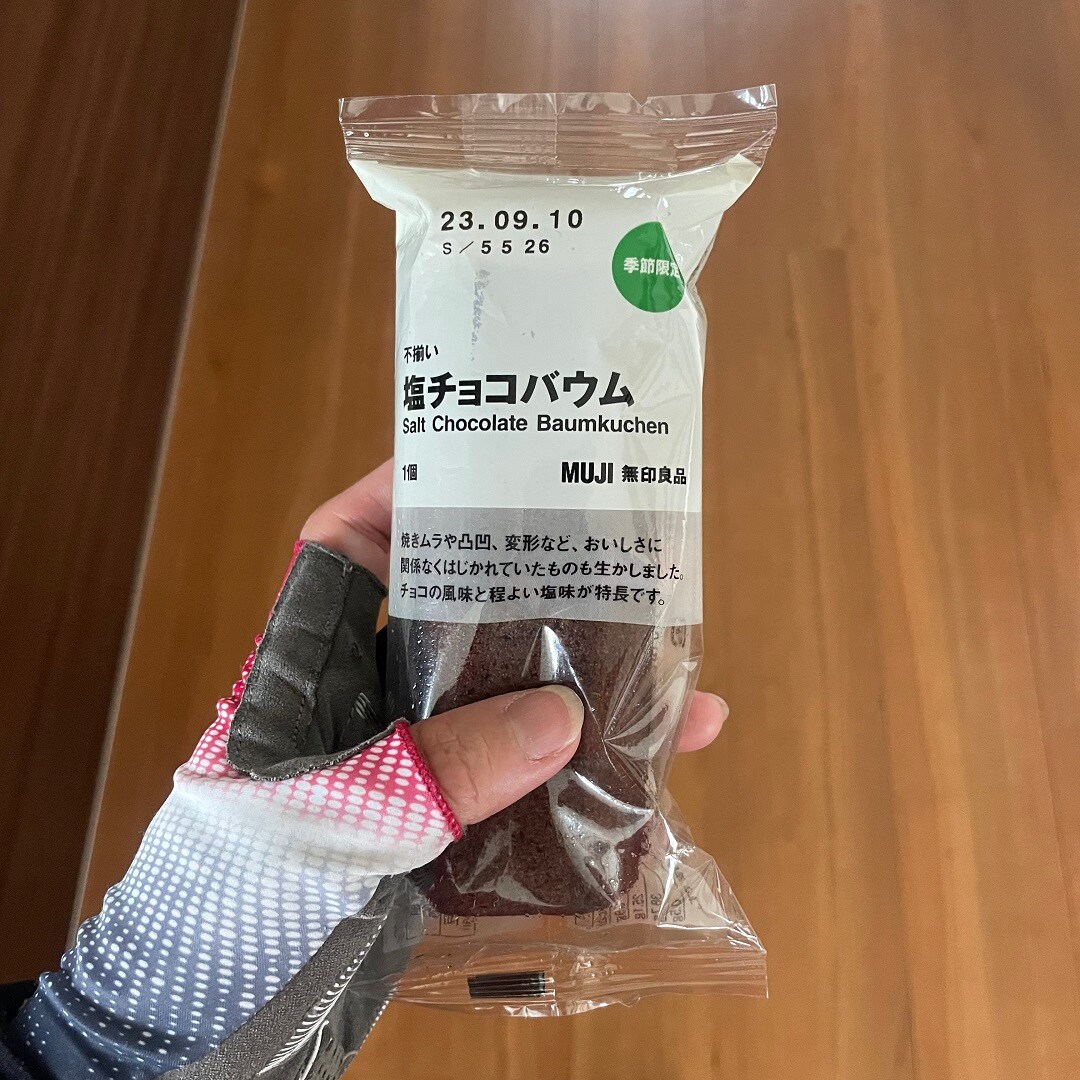 23.09.10
S/5 5 26
季節限定
不揃い
塩チョコバウム
Salt Chocolate Baumkuchen
1個
MUJI 無印良品
焼きムラや凸凹、変形など、おいしさに
関係なくはじかれていたものも生かしました。
チョコの風味と程よい塩味が特長です。